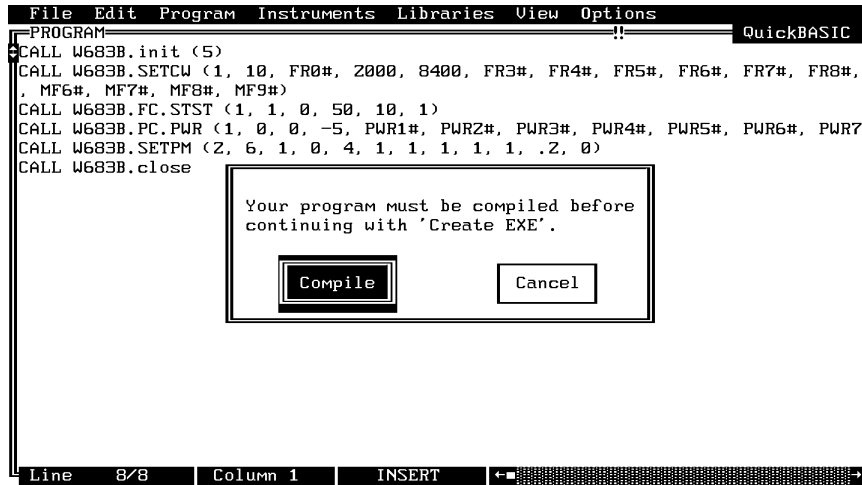 File Edit Program Instruments Libraries View Options
PROGRAM !! QuickBASIC
CALL W683B.init (5)
CALL W683B.SETCW (1, 10, FR0#, 2000, 8400, FR3#, FR4#, FR5#, FR6#, FR7#, FR8#,
, MF6#, MF7#, MF8#, MF9#)
CALL W683B.FC.STST (1, 1, 0, 50, 10, 1)
CALL W683B.PC.PWR (1, 0, 0, -5, PWR1#, PWR2#, PWR3#, PWR4#, PWR5#, PWR6#, PWR7
CALL W683B.SETPM (2, 6, 1, 0, 4, 1, 1, 1, 1, 1, .2, 0)
CALL W683B.close
Your program must be compiled before
continuing with 'Create EXE'.
Compile Cancel
Line 8/8 Column 1 INSERT